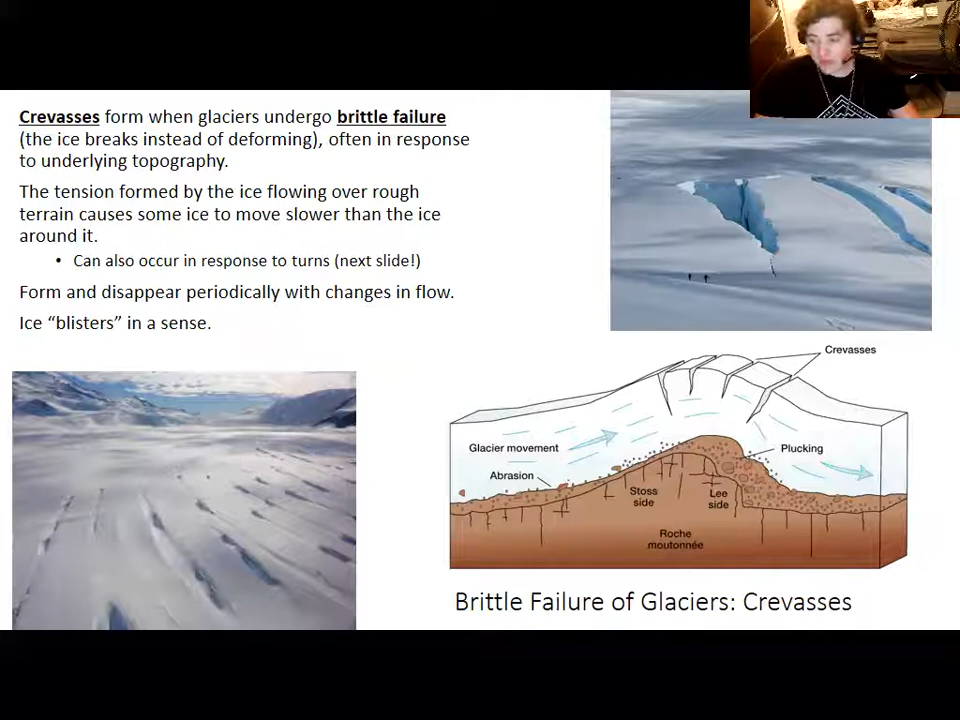 Crevasses form when glaciers undergo brittle failure
(the ice breaks instead of deforming), often in response
to underlying topography.
The tension formed by the ice flowing over rough
terrain causes some ice to move slower than the ice
around it.
• Can also occur in response to turns (next slide!)
Form and disappear periodically with changes in flow.
Ice “blisters” in a sense.
Crevasses
Glacier movement
Plucking
Abrasion
Stoss
side
Lee
side
Roche
moutonnée
Brittle Failure of Glaciers: Crevasses